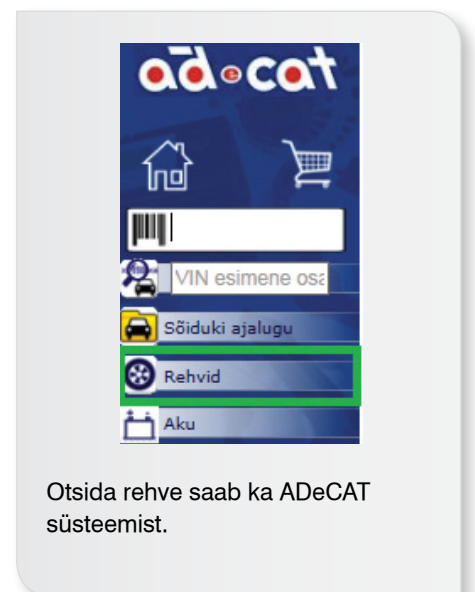 ad e cat
VIN esimene osa
Sõiduki ajalugu
Rehvid
Aku
Otsida rehve saab ka ADeCAT
süsteemist.